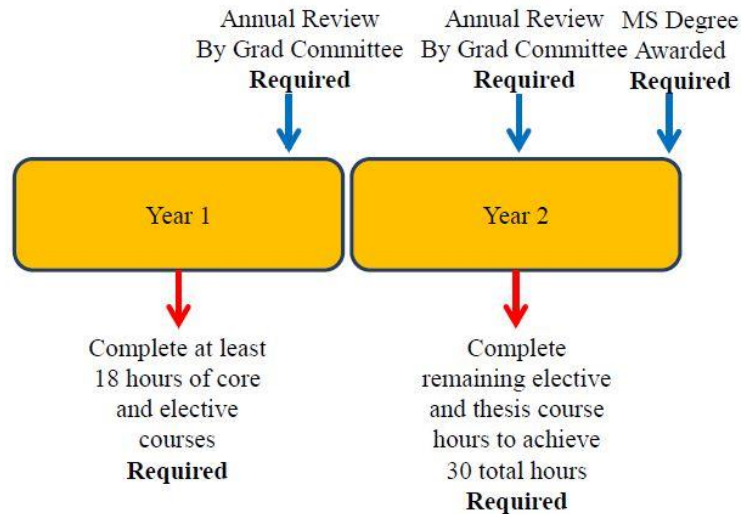 Annual Review
By Grad Committee
Required
Annual Review
By Grad Committee
Required
MS Degree
Awarded
Required
Year 1
Year 2
Complete at least
18 hours of core
and elective
courses
Required
Complete
remaining elective
and thesis course
hours to achieve
30 total hours
Required